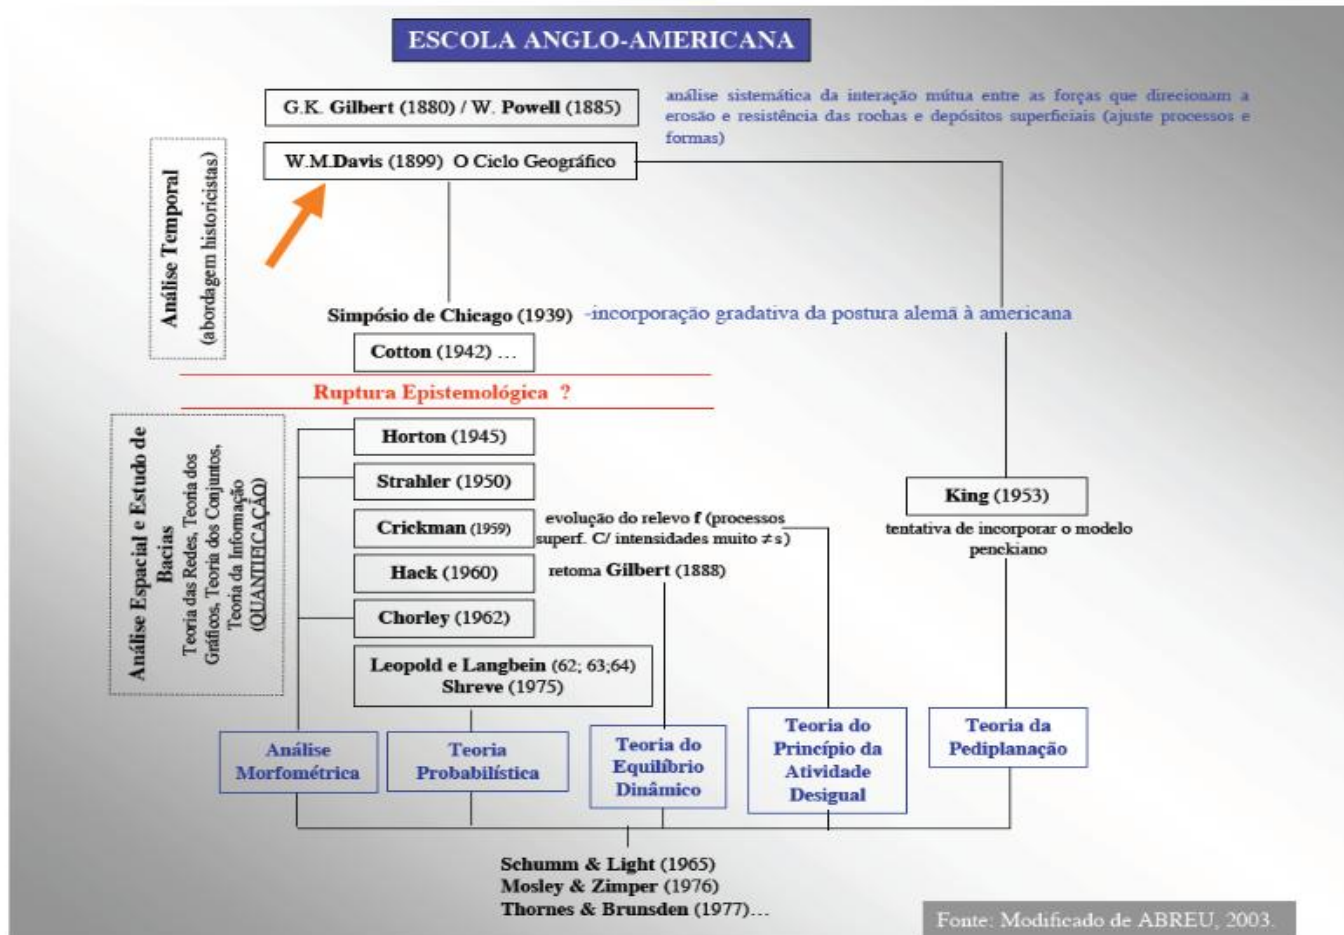 ESCOLA ANGLO-AMERICANA
G.K. Gilbert (1880) / W. Powell (1885)
análise sistemática da interação mútua entre as forças que direcionam a
erosão e resistência das rochas e depósitos superficiais (ajuste processos e
formas)
W.M.Davis (1899) O Ciclo Geográfico
Análise Temporal
(abordagem historicistas)
Simpósio de Chicago (1939) -incorporação gradativa da postura alemã à americana
Cotton (1942) ...
Ruptura Epistemológica ?
Análise Espacial e Estudo de
Bacias
Teoria das Redes, Teoria dos
Gráficos, Teoria dos Conjuntos,
Teoria da Informação
(QUANTIFICAÇÃO)
Horton (1945)
Strahler (1950)
Crickman (1959)
evolução do relevo f (processos
superf. C/ intensidades muito ≠s)
Hack (1960)
retoma Gilbert (1888)
Chorley (1962)
Leopold e Langbein (62; 63;64)
Shreve (1975)
King (1953)
tentativa de incorporar o modelo
penckiano
Análise
Morfométrica
Teoria
Probabilística
Teoria do
Equilíbrio
Dinâmico
Teoria do
Princípio da
Atividade
Desigual
Teoria da
Pediplanação
Schumm & Light (1965)
Mosley & Zimper (1976)
Thornes & Brunsden (1977)...
Fonte: Modificado de ABREU, 2003.